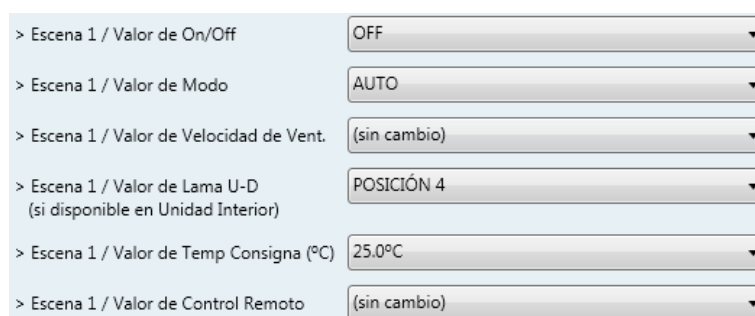 > Escena 1 / Valor de On/Off OFF
> Escena 1 / Valor de Modo AUTO
> Escena 1 / Valor de Velocidad de Vent. (sin cambio)
> Escena 1 / Valor de Lama U-D POSICIÓN 4
(si disponible en Unidad Interior)
> Escena 1 / Valor de Temp Consigna (ºC) 25.0ºC
> Escena 1 / Valor de Control Remoto (sin cambio)